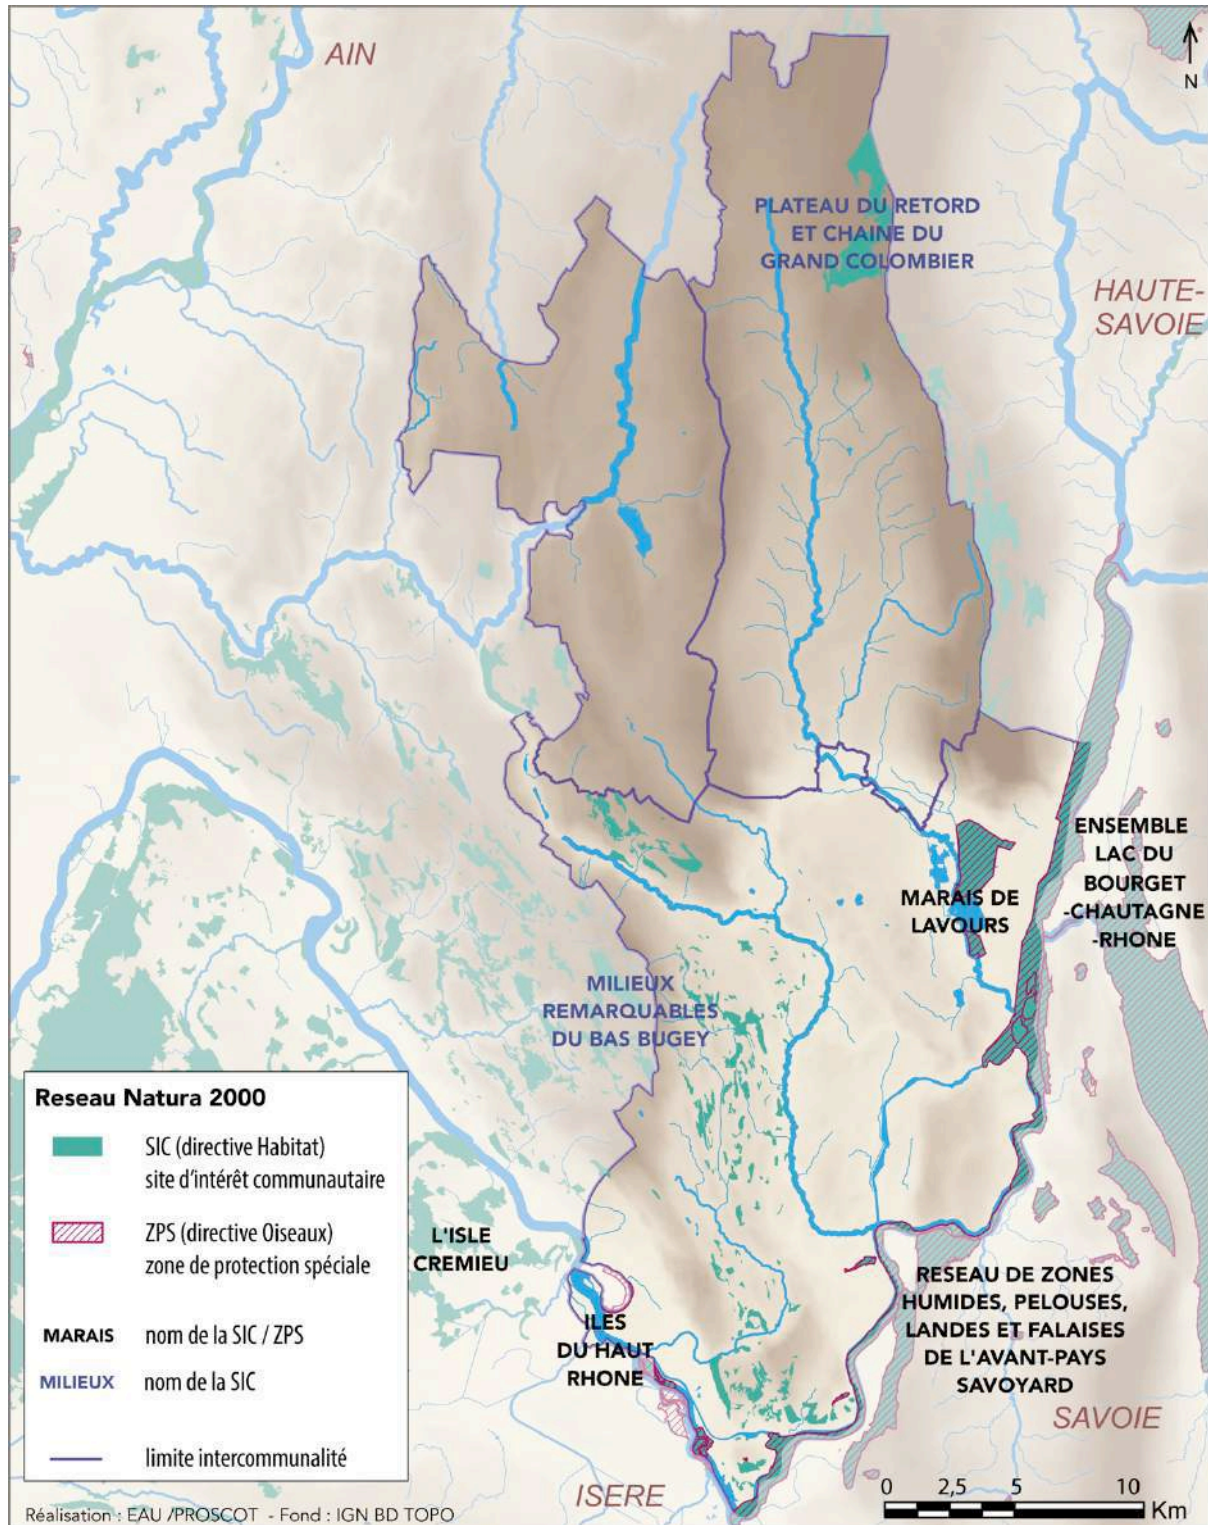 AIN
N
PLATEAU DU RETORD
ET CHAINE DU
GRAND COLOMBIER
HAUTE-
SAVOIE
ENSEMBLE
LAC DU
BOURGET
-CHAUTAGNE
-RHONE
MARAIS DE
LAVOURS
MILIEUX
REMARQUABLES
DU BAS BUGEY
L'ISLE
CREMIEU
ILES
DU HAUT
RHONE
RESEAU DE ZONES
HUMIDES, PELOUSES,
LANDES ET FALAISES
DE L'AVANT-PAYS
SAVOYARD
SAVOIE
ISERE
Reseau Natura 2000
SIC (directive Habitat)
site d'intérêt communautaire
ZPS (directive Oiseaux)
zone de protection spéciale
MARAIS nom de la SIC / ZPS
MILIEUX nom de la SIC
limite intercommunalité
0 2,5 5 10
Km
Réalisation : EAU /PROSCOT - Fond : IGN BD TOPO